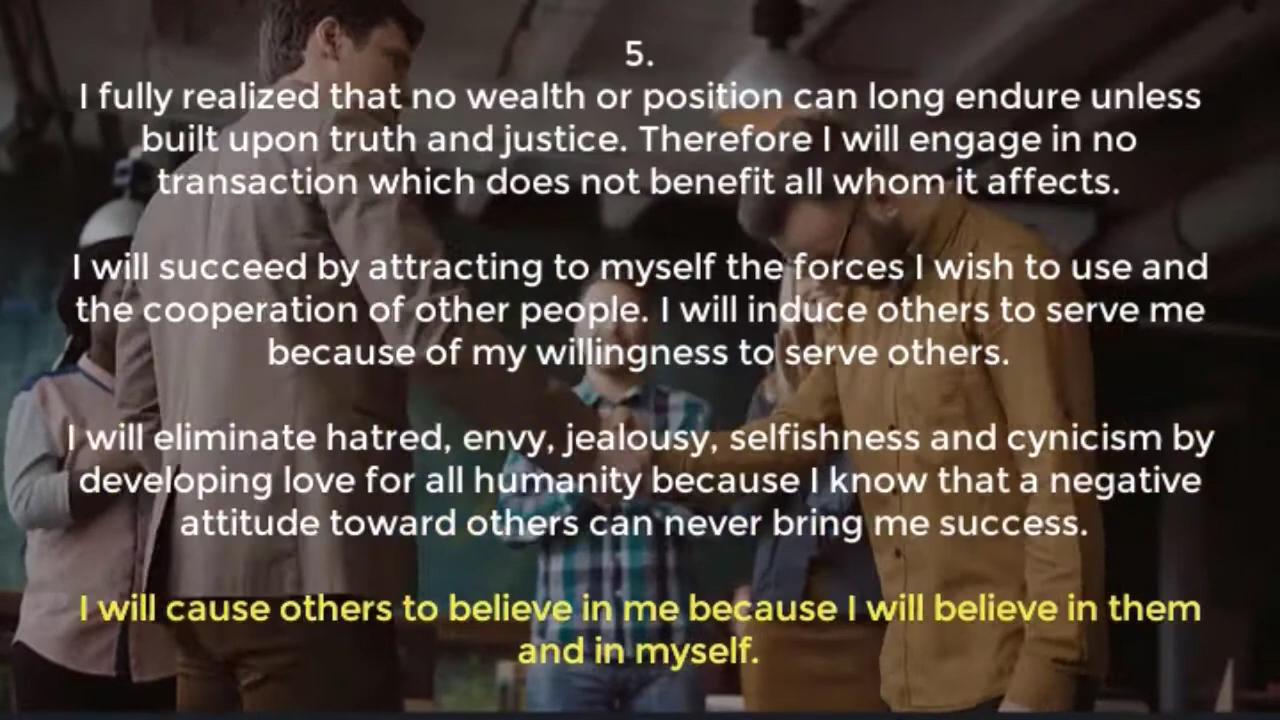 5.
I fully realized that no wealth or position can long endure unless
built upon truth and justice. Therefore I will engage in no
transaction which does not benefit all whom it affects.
I will succeed by attracting to myself the forces I wish to use and
the cooperation of other people. I will induce others to serve me
because of my willingness to serve others.
I will eliminate hatred, envy, jealousy, selfishness and cynicism by
developing love for all humanity because I know that a negative
attitude toward others can never bring me success.
I will cause others to believe in me because I will believe in them
and in myself.